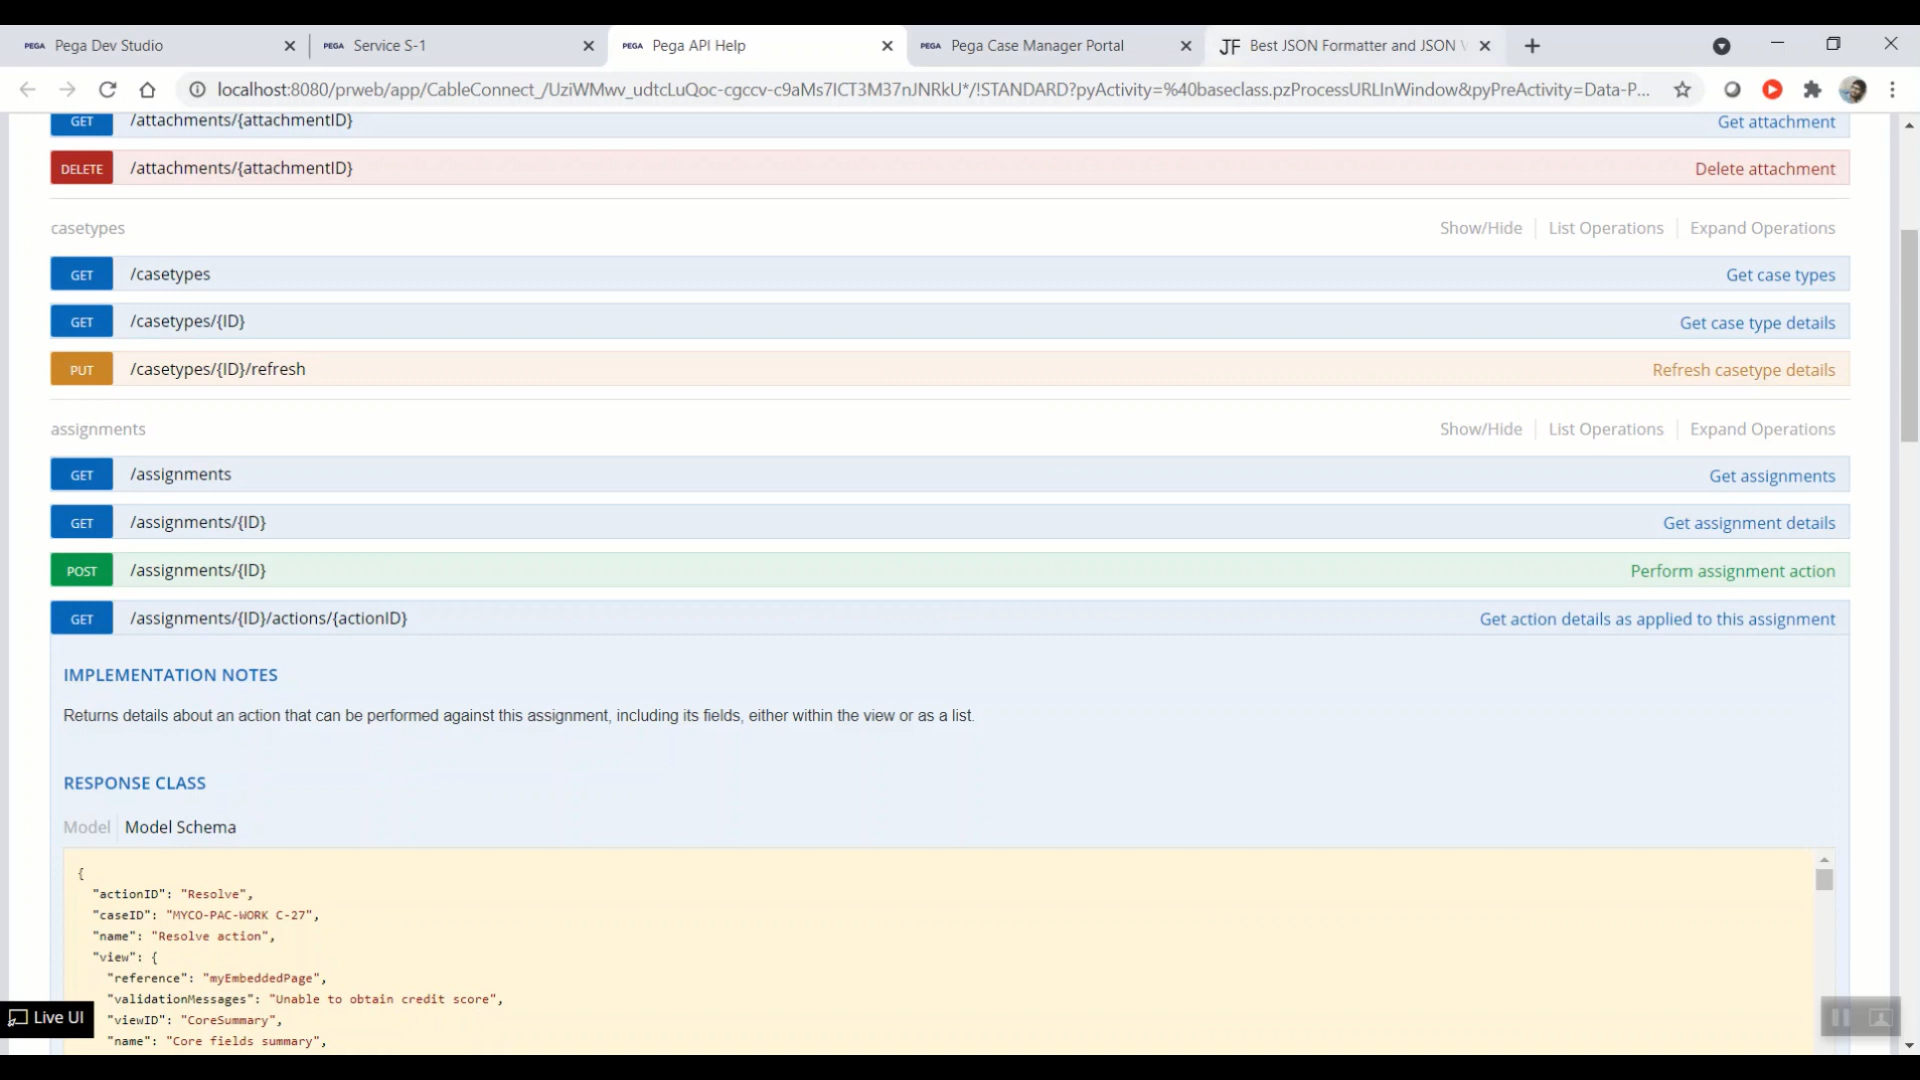 PEGA Pega Dev Studio
PEGA Service S-1
PEGA Pega API Help
PEGA Pega Case Manager Portal
JF Best JSON Formatter and JSON V
localhost:8080/prweb/app/CableConnect_/UziWMwv_udtcLuQoc-cgccv-c9aMs7ICT3M37nJNRkU*/!STANDARD?pyActivity=%40baseclass.pzProcessURLInWindow&pyPreActivity=Data-P...
GET /attachments/{attachmentID} Get attachment
DELETE /attachments/{attachmentID} Delete attachment
casetypes Show/Hide List Operations Expand Operations
GET /casetypes Get case types
GET /casetypes/{ID} Get case type details
PUT /casetypes/{ID}/refresh Refresh casetype details
assignments Show/Hide List Operations Expand Operations
GET /assignments Get assignments
GET /assignments/{ID} Get assignment details
POST /assignments/{ID} Perform assignment action
GET /assignments/{ID}/actions/{actionID} Get action details as applied to this assignment
IMPLEMENTATION NOTES
Returns details about an action that can be performed against this assignment, including its fields, either within the view or as a list.
RESPONSE CLASS
Model Model Schema
{
"actionID": "Resolve",
"caseID": "MYCO-PAC-WORK C-27",
"name": "Resolve action",
"view": {
"reference": "myEmbeddedPage",
"validationMessages": "Unable to obtain credit score",
"viewID": "CoreSummary",
"name": "Core fields summary",
Live UI